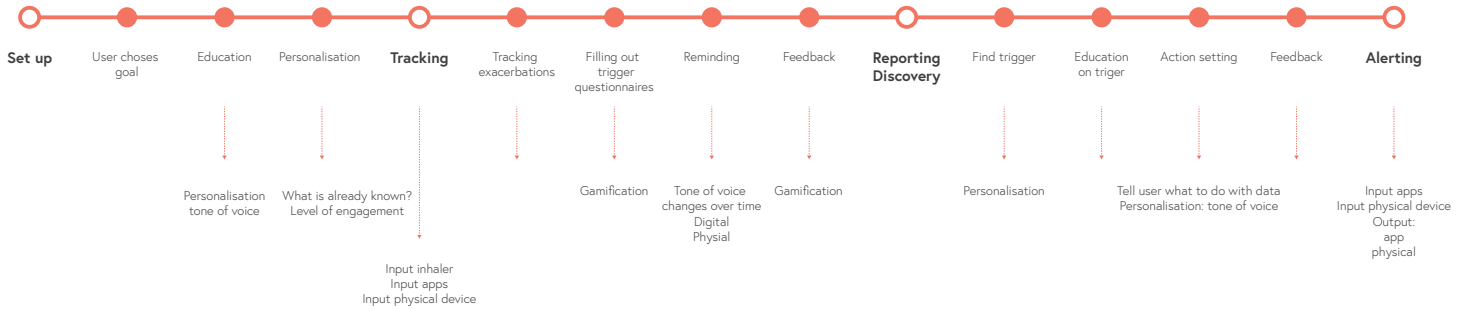 Set up
User choses
goal
Education
Personalisation
Tracking
Tracking
exacerbations
Filling out
trigger
questionnaires
Reminding
Feedback
Reporting
Discovery
Find trigger
Education
on triger
Action setting
Feedback
Alerting
Personalisation
tone of voice
What is already known?
Level of engagement
Input inhaler
Input apps
Input physical device
Gamification
Tone of voice
changes over time
Digital
Physial
Gamification
Personalisation
Tell user what to do with data
Personalisation: tone of voice
Input apps
Input physical device
Output:
app
physical